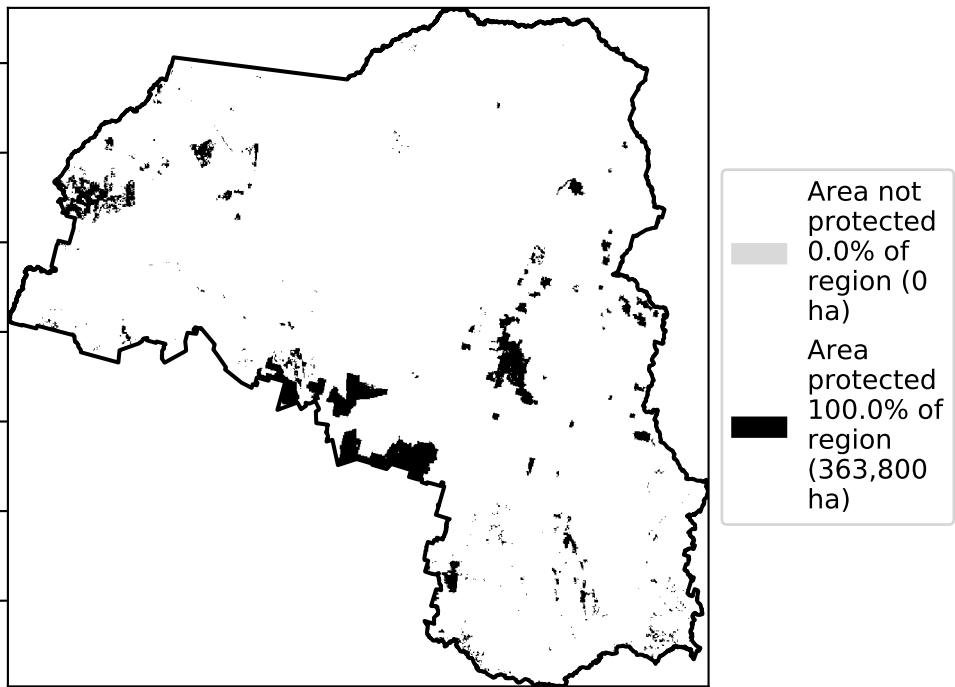 Area not
protected
0.0% of
region (0
ha)
Area
protected
100.0% of
region
(363,800
ha)